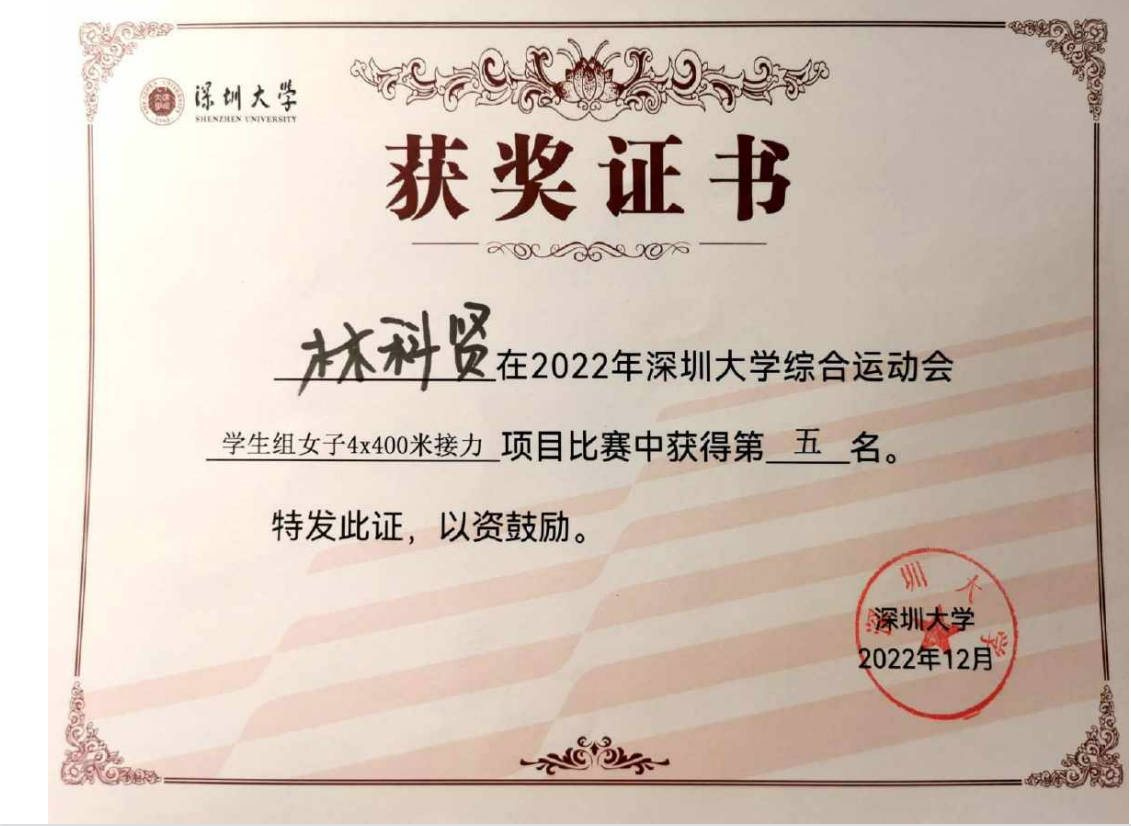 深圳大学
SHENZHEN UNIVERSITY
获奖证书
林科贤在2022年深圳大学综合运动会
学生组女子4x400米接力项目比赛中获得第五名。
特发此证，以资鼓励。
深圳大学
深圳大学
2022年12月